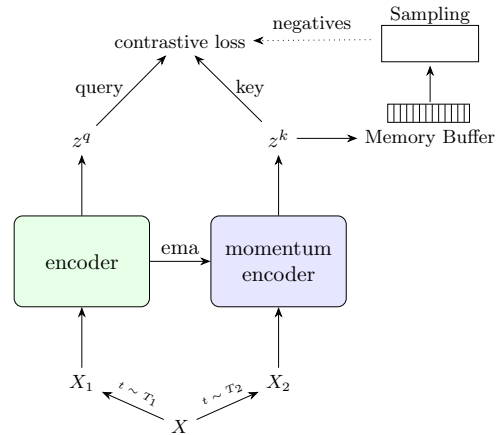 Sampling
negatives
contrastive loss
query
key
z^q
z^k
Memory Buffer
encoder
ema
momentum
encoder
X_1
t ~ T_1
t ~ T_2
X_2
X